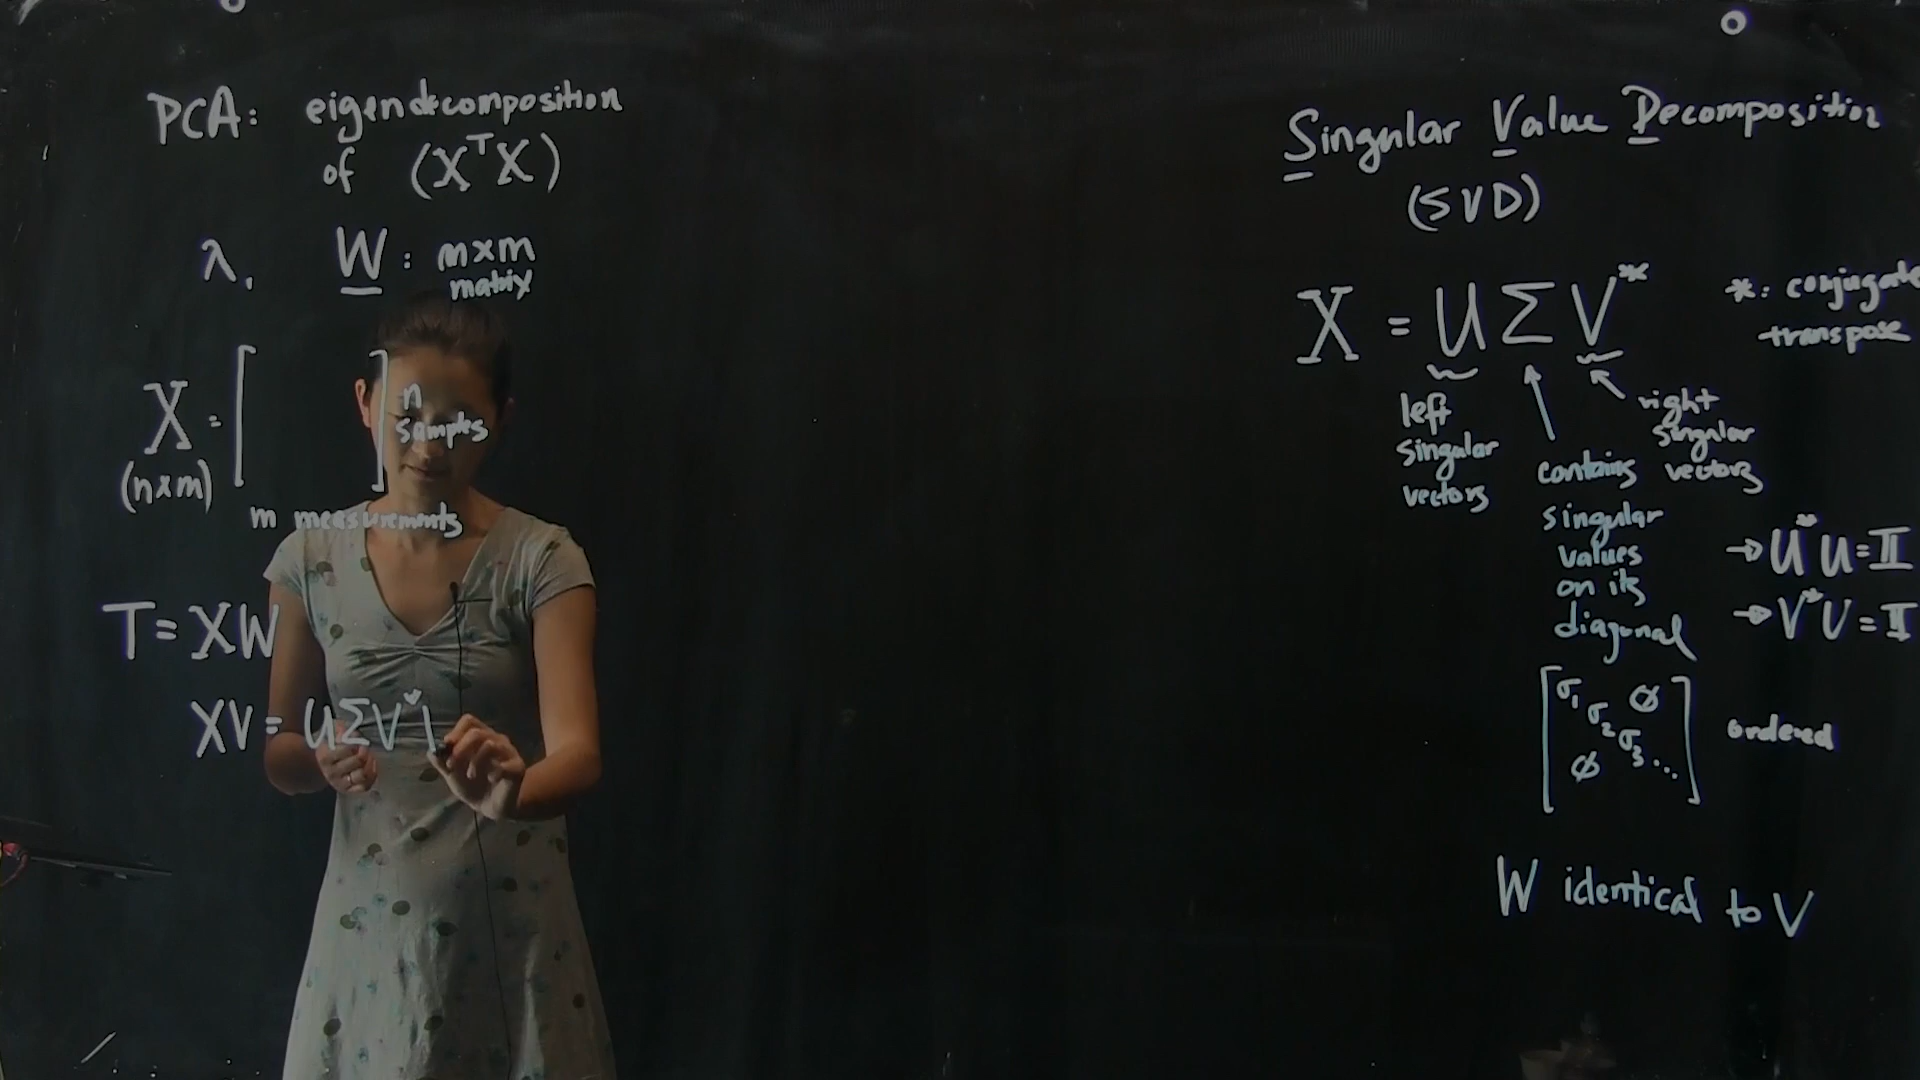 PCA: eigendecomposition
of (XᵀX)
λ, W: m×m
matrix
X = [ ] n
samples
(n×m)
m measurements
T = XW
XV = UΣV*
Singular Value Decomposition
(SVD)
X = UΣV*
*: conjugate
transpose
left
singular
vectors
contains
singular
values
on its
diagonal
right
singular
vectors
→ U*U = I
→ V*V = I
σ₁ ∅
σ₂
∅ σ₃ ...
ordered
W identical to V